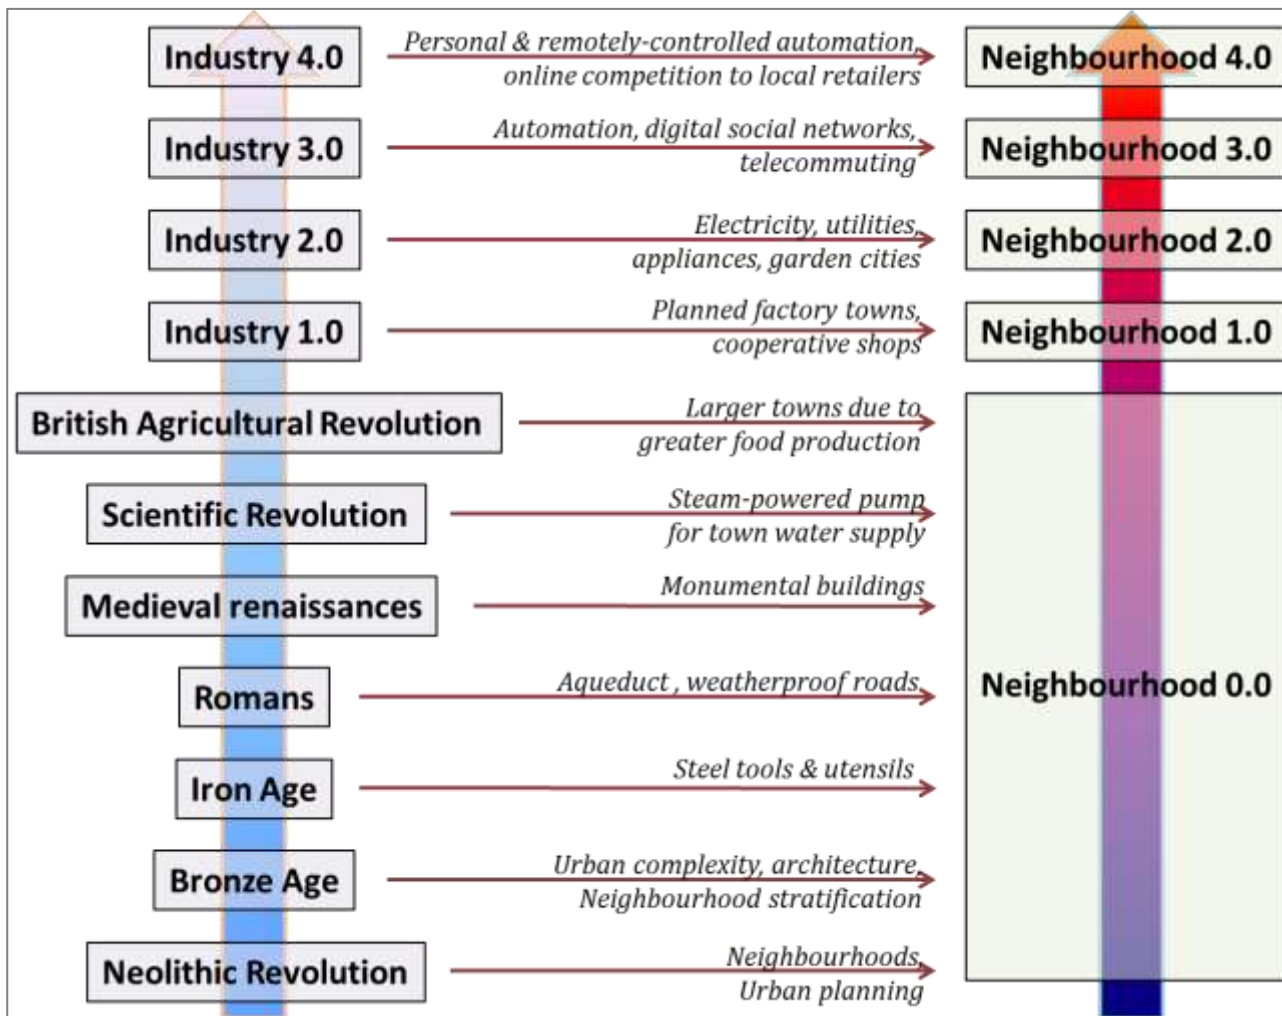 Industry 4.0
Personal & remotely-controlled automation,
online competition to local retailers
Neighbourhood 4.0
Industry 3.0
Automation, digital social networks,
telecommuting
Neighbourhood 3.0
Industry 2.0
Electricity, utilities,
appliances, garden cities
Neighbourhood 2.0
Industry 1.0
Planned factory towns,
cooperative shops
Neighbourhood 1.0
British Agricultural Revolution
Larger towns due to
greater food production
Scientific Revolution
Steam-powered pump
for town water supply
Medieval renaissances
Monumental buildings
Romans
Aqueduct , weatherproof roads
Neighbourhood 0.0
Iron Age
Steel tools & utensils
Bronze Age
Urban complexity, architecture,
Neighbourhood stratification
Neolithic Revolution
Neighbourhoods,
Urban planning